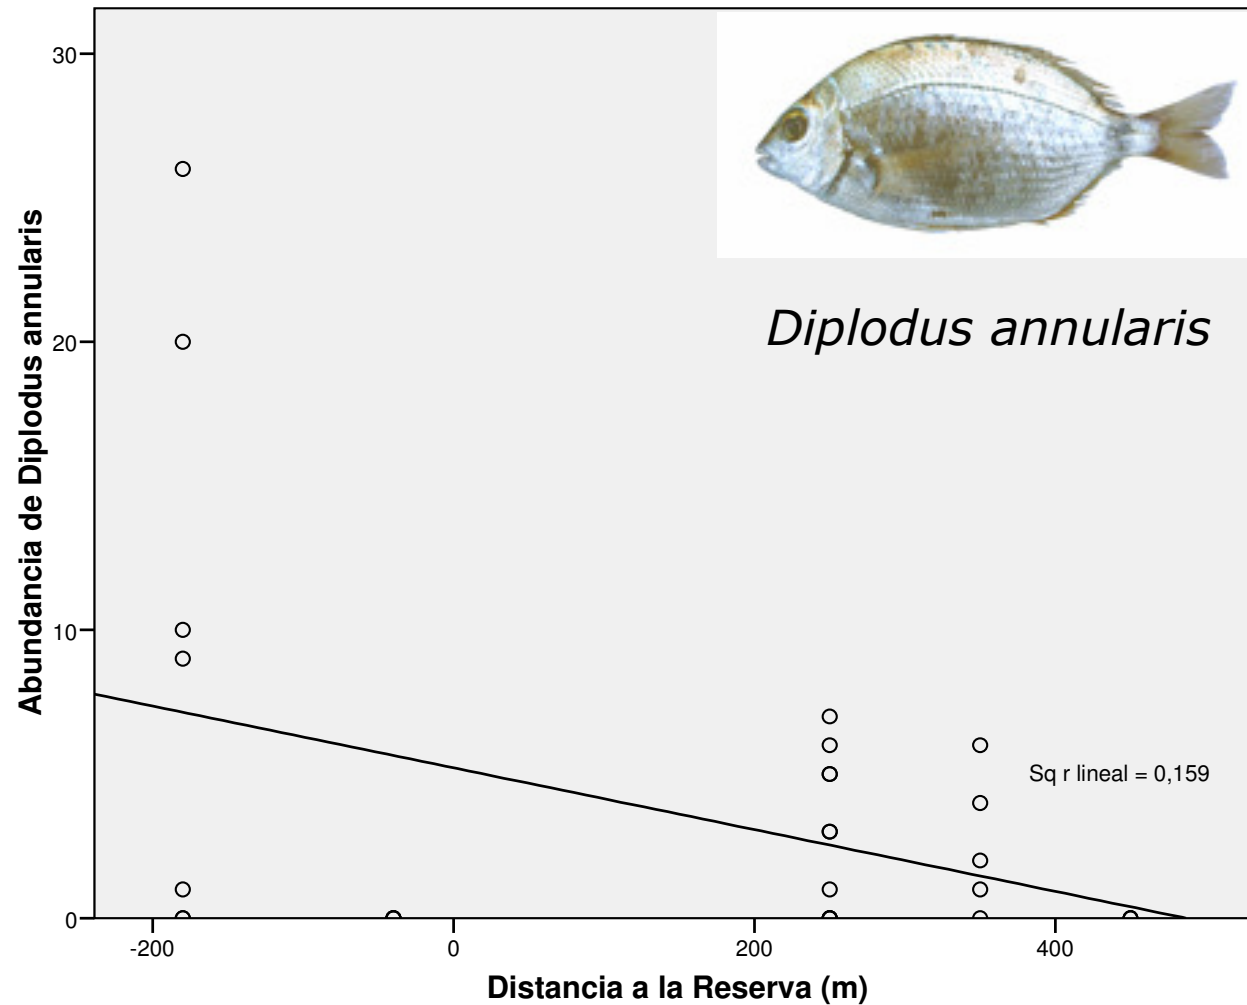 30
20
10
0
Abundancia de Diplodus annularis
Diplodus annularis
Sq r lineal = 0,159
-200
0
200
400
Distancia a la Reserva (m)